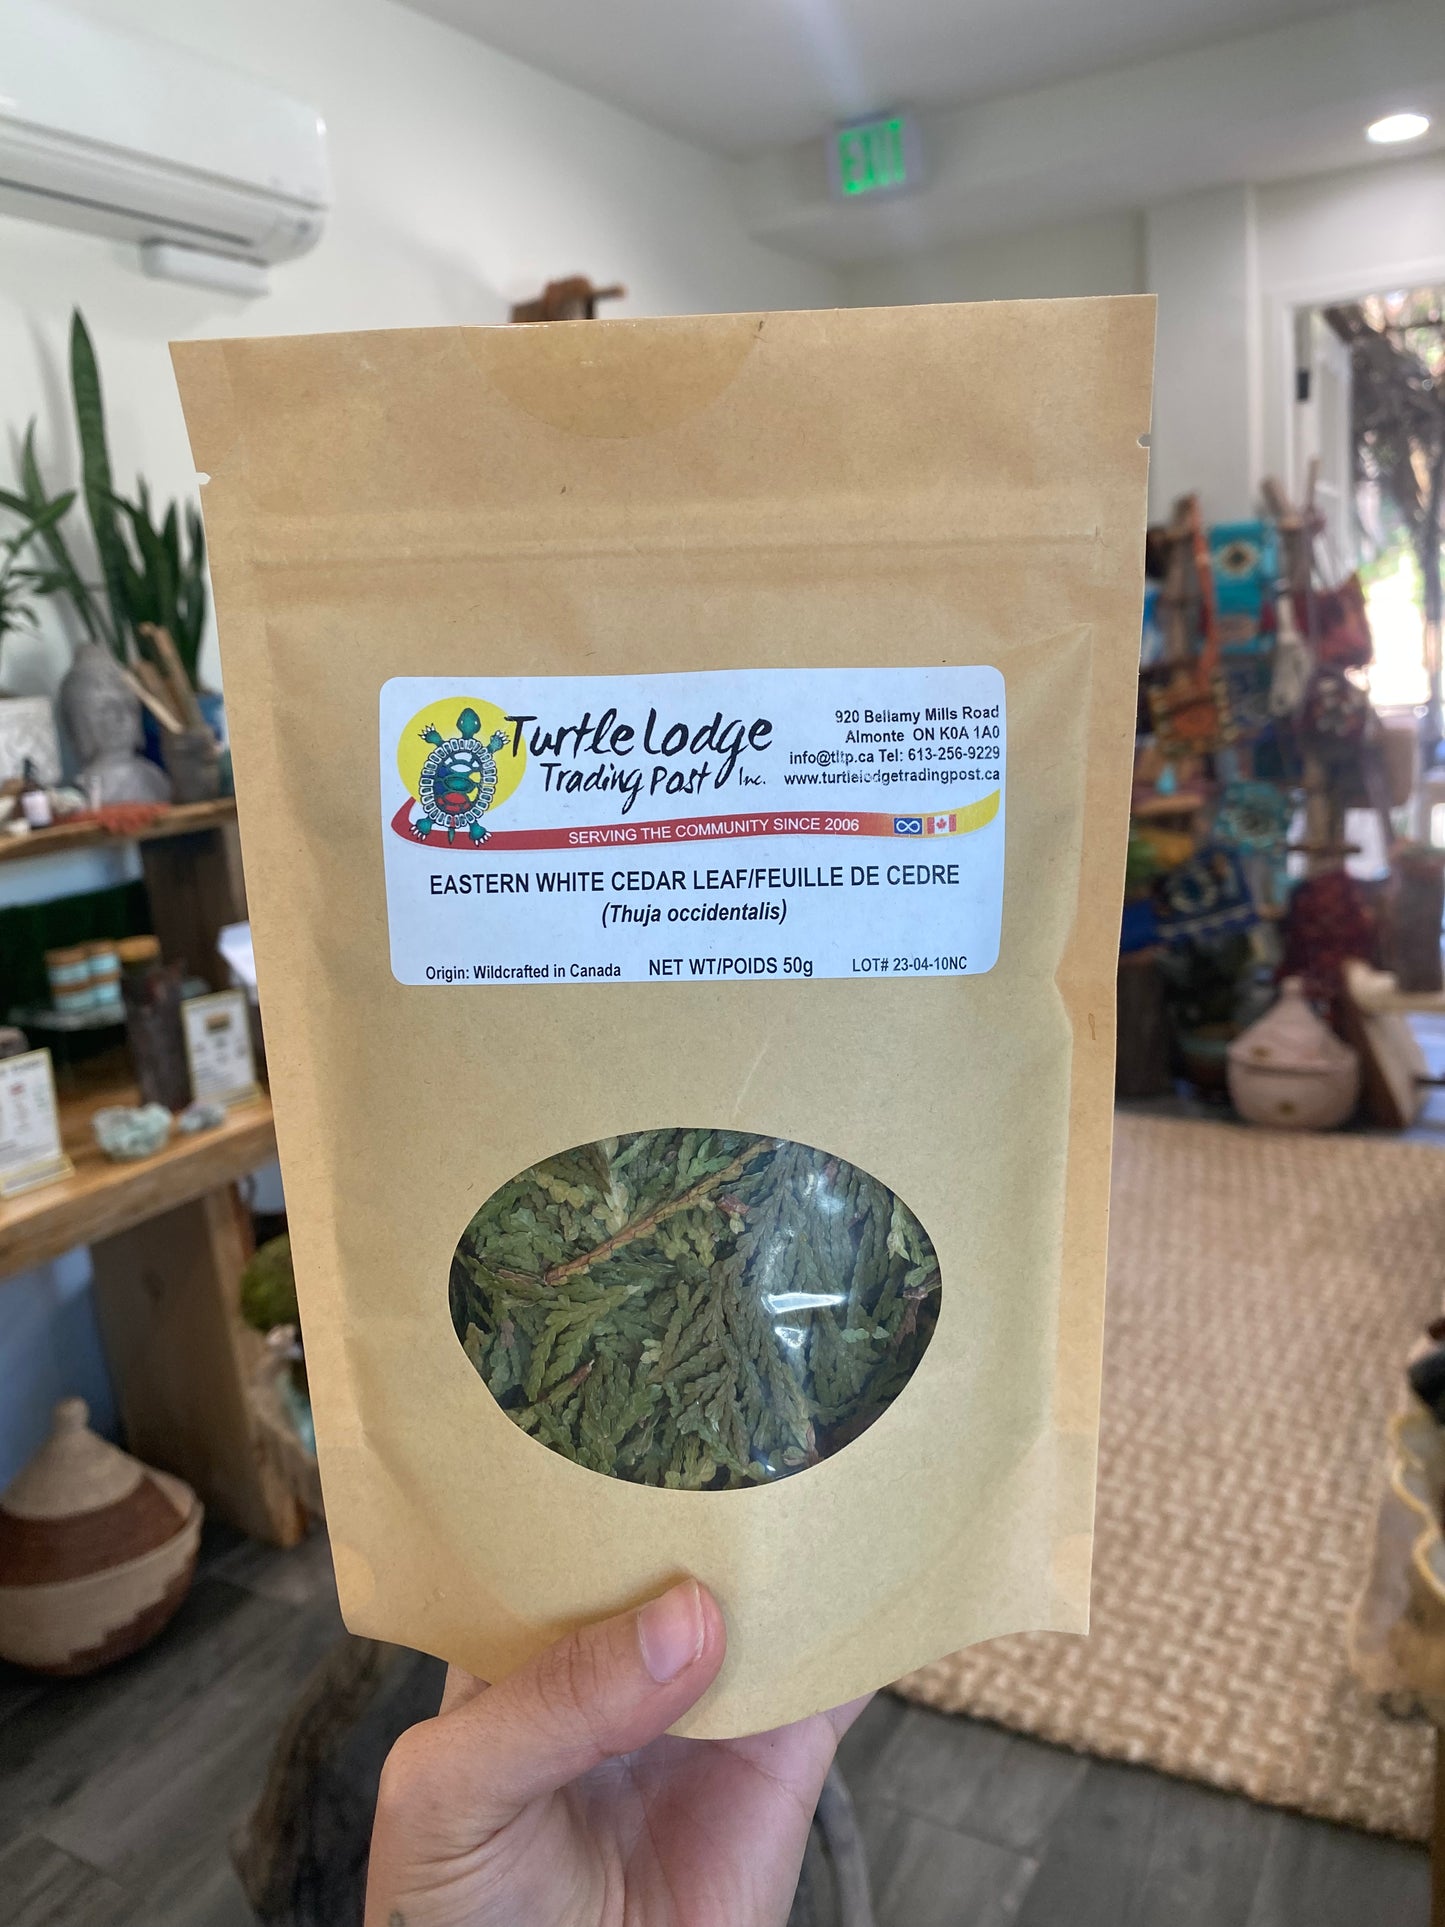 EXIT
Turtle Lodge
Trading Post Inc.
920 Bellamy Mills Road
Almonte ON K0A 1A0
info@tltp.ca Tel: 613-256-9229
www.turtlelodgetradingpost.ca
SERVING THE COMMUNITY SINCE 2006
EASTERN WHITE CEDAR LEAF/FEUILLE DE CEDRE
(Thuja occidentalis)
Origin: Wildcrafted in Canada NET WT/POIDS 50g LOT# 23-04-10NC